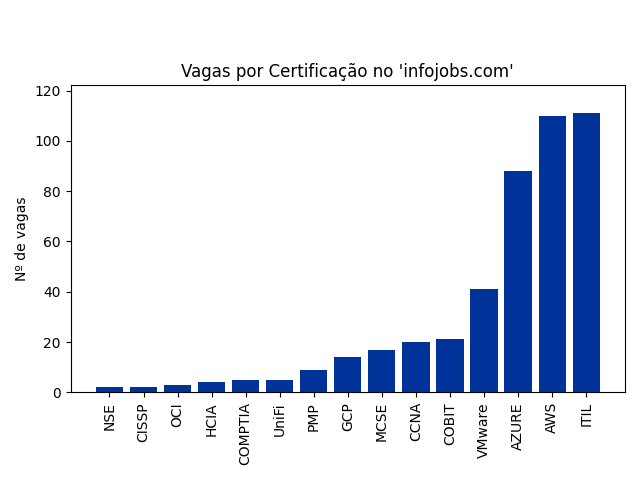 Vagas por Certificação no 'infojobs.com'
Nº de vagas
120
100
80
60
40
20
0
NSE
CISSP
OCI
HCIA
COMPTIA
UniFi
PMP
GCP
MCSE
CCNA
COBIT
VMware
AZURE
AWS
ITIL